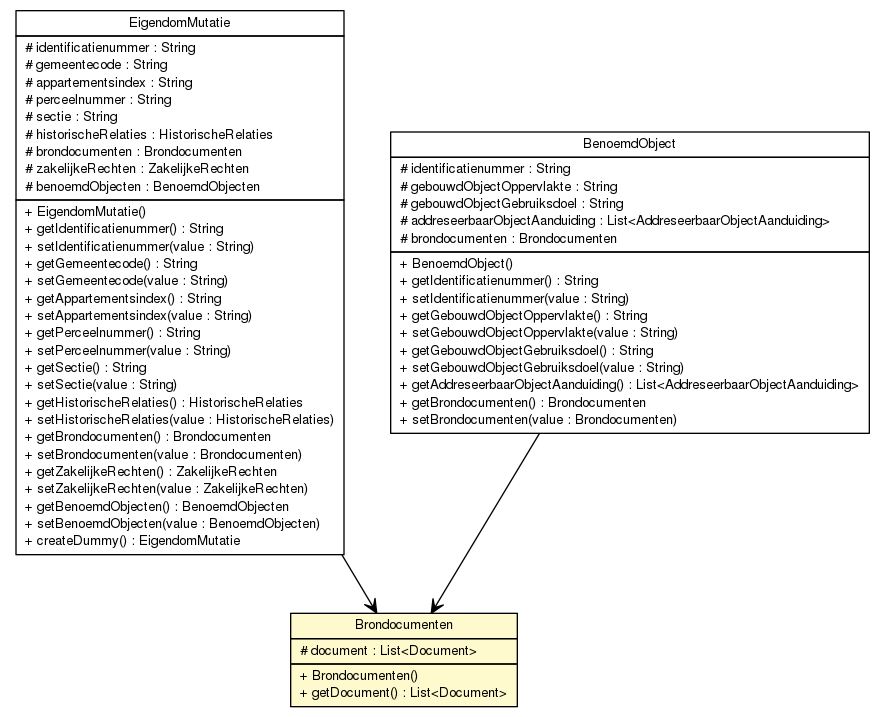 EigendomMutatie
# identificatienummer : String
# gemeentecode : String
# appartementsindex : String
# perceelnummer : String
# sectie : String
# historischeRelaties : HistorischeRelaties
# brondocumenten : Brondocumenten
# zakelijkeRechten : ZakelijkeRechten
# benoemdObjecten : BenoemdObjecten
+ EigendomMutatie()
+ getIdentificatienummer() : String
+ setIdentificatienummer(value : String)
+ getGemeentecode() : String
+ setGemeentecode(value : String)
+ getAppartementsindex() : String
+ setAppartementsindex(value : String)
+ getPerceelnummer() : String
+ setPerceelnummer(value : String)
+ getSectie() : String
+ setSectie(value : String)
+ getHistorischeRelaties() : HistorischeRelaties
+ setHistorischeRelaties(value : HistorischeRelaties)
+ getBrondocumenten() : Brondocumenten
+ setBrondocumenten(value : Brondocumenten)
+ getZakelijkeRechten() : ZakelijkeRechten
+ setZakelijkeRechten(value : ZakelijkeRechten)
+ getBenoemdObjecten() : BenoemdObjecten
+ setBenoemdObjecten(value : BenoemdObjecten)
+ createDummy() : EigendomMutatie
BenoemdObject
# identificatienummer : String
# gebouwdObjectOppervlakte : String
# gebouwdObjectGebruiksdoel : String
# addreseerbaarObjectAanduiding : List<AddreseerbaarObjectAanduiding>
# brondocumenten : Brondocumenten
+ BenoemdObject()
+ getIdentificatienummer() : String
+ setIdentificatienummer(value : String)
+ getGebouwdObjectOppervlakte() : String
+ setGebouwdObjectOppervlakte(value : String)
+ getGebouwdObjectGebruiksdoel() : String
+ setGebouwdObjectGebruiksdoel(value : String)
+ getAddreseerbaarObjectAanduiding() : List<AddreseerbaarObjectAanduiding>
+ getBrondocumenten() : Brondocumenten
+ setBrondocumenten(value : Brondocumenten)
Brondocumenten
# document : List<Document>
+ Brondocumenten()
+ getDocument() : List<Document>